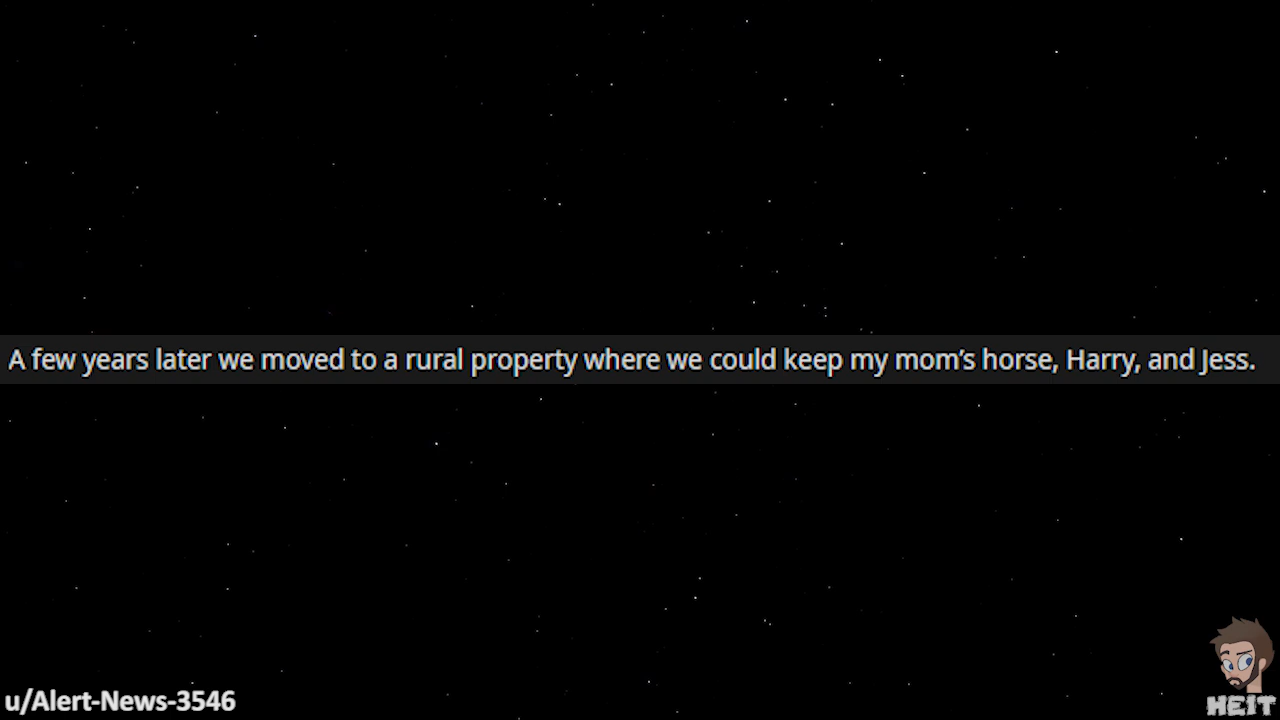 A few years later we moved to a rural property where we could keep my mom’s horse, Harry, and Jess.
u/Alert-News-3546
HEIT